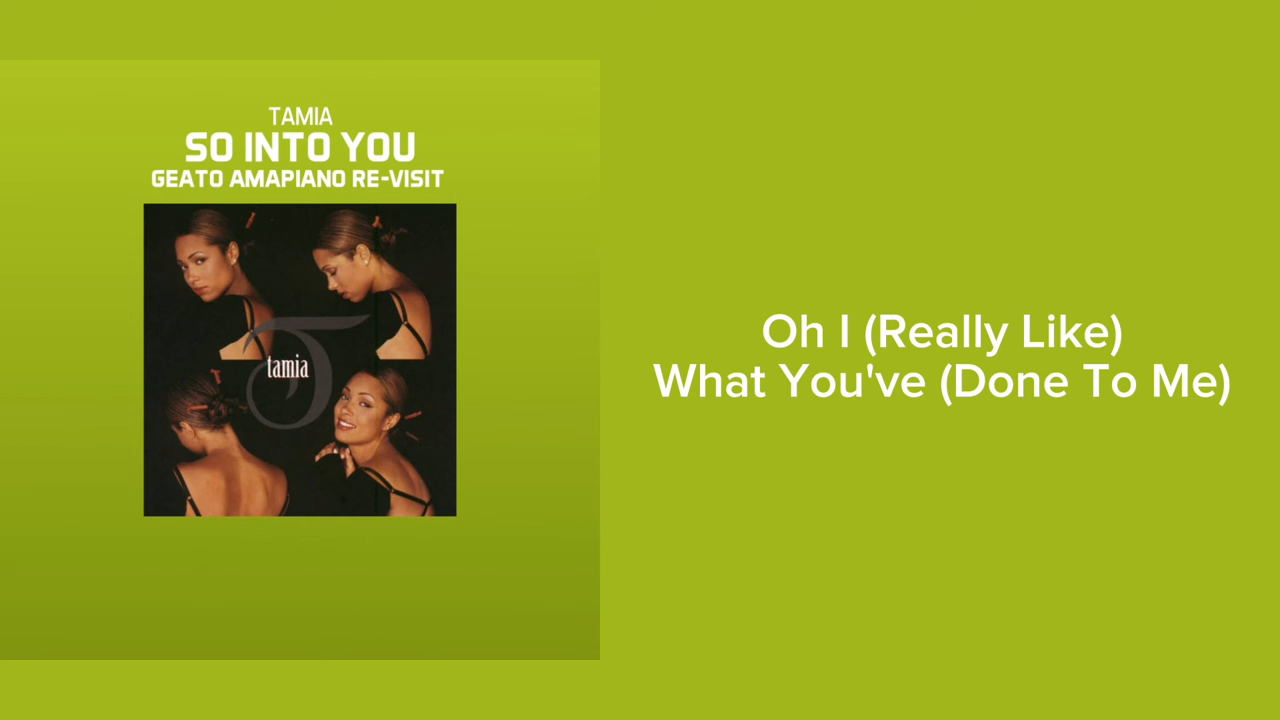 TAMIA
SO INTO YOU
GEATO AMAPIANO RE-VISIT
tamia
Oh I (Really Like)
What You've (Done To Me)